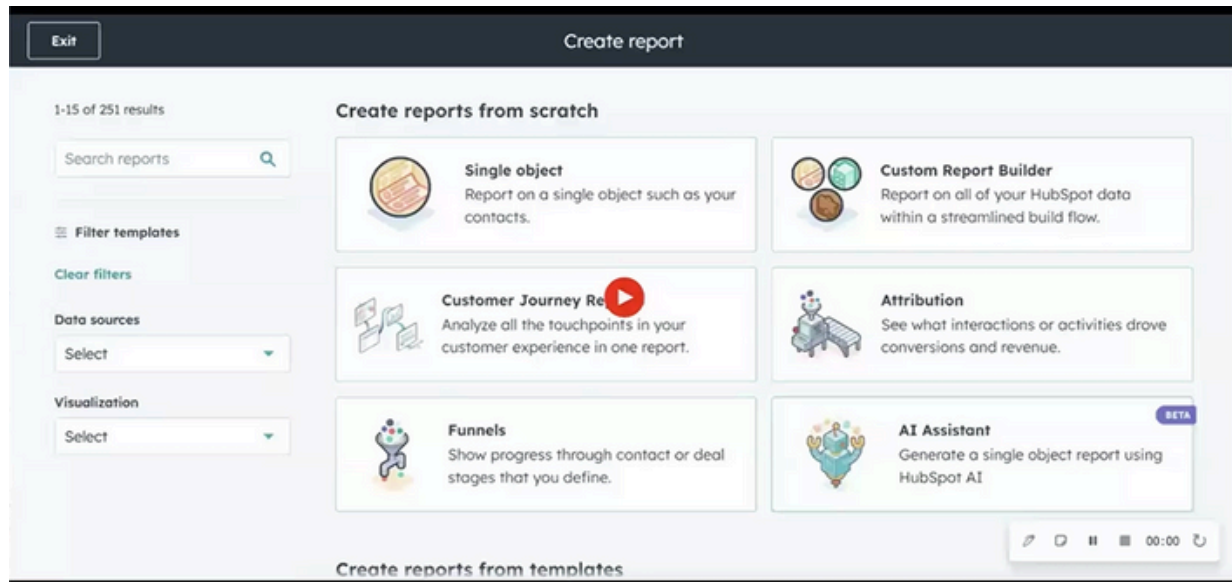 Exit
Create report
1-15 of 251 results
Search reports
Filter templates
Clear filters
Data sources
Select
Visualization
Select
Create reports from scratch
Single object
Report on a single object such as your
contacts.
Custom Report Builder
Report on all of your HubSpot data
within a streamlined build flow.
Customer Journey Re
Analyze all the touchpoints in your
customer experience in one report.
Attribution
See what interactions or activities drove
conversions and revenue.
Funnels
Show progress through contact or deal
stages that you define.
BETA
AI Assistant
Generate a single object report using
HubSpot AI
00:00
Create reports from templates